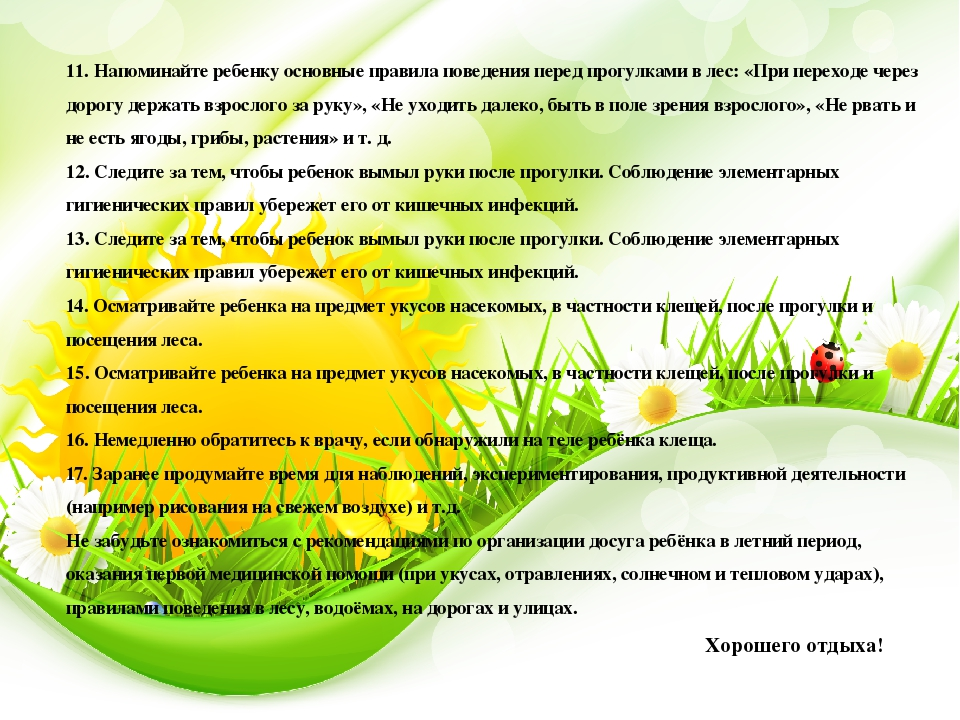 11. Напоминайте ребенку основные правила поведения перед прогулками в лес: «При переходе через
дорогу держать взрослого за руку», «Не уходить далеко, быть в поле зрения взрослого», «Не рвать и
не есть ягоды, грибы, растения» и т. д.
12. Следите за тем, чтобы ребенок вымыл руки после прогулки. Соблюдение элементарных
гигиенических правил убережет его от кишечных инфекций.
13. Следите за тем, чтобы ребенок вымыл руки после прогулки. Соблюдение элементарных
гигиенических правил убережет его от кишечных инфекций.
14. Осматривайте ребенка на предмет укусов насекомых, в частности клещей, после прогулки и
посещения леса.
15. Осматривайте ребенка на предмет укусов насекомых, в частности клещей, после прогулки и
посещения леса.
16. Немедленно обратитесь к врачу, если обнаружили на теле ребёнка клеща.
17. Заранее продумайте время для наблюдений, экспериментирования, продуктивной деятельности
(например рисования на свежем воздухе) и т.д.
Не забудьте ознакомиться с рекомендациями по организации досуга ребёнка в летний период,
оказания первой медицинской помощи (при укусах, отравлениях, солнечном и тепловом ударах),
правилами поведения в лесу, водоёмах, на дорогах и улицах.
Хорошего отдыха!